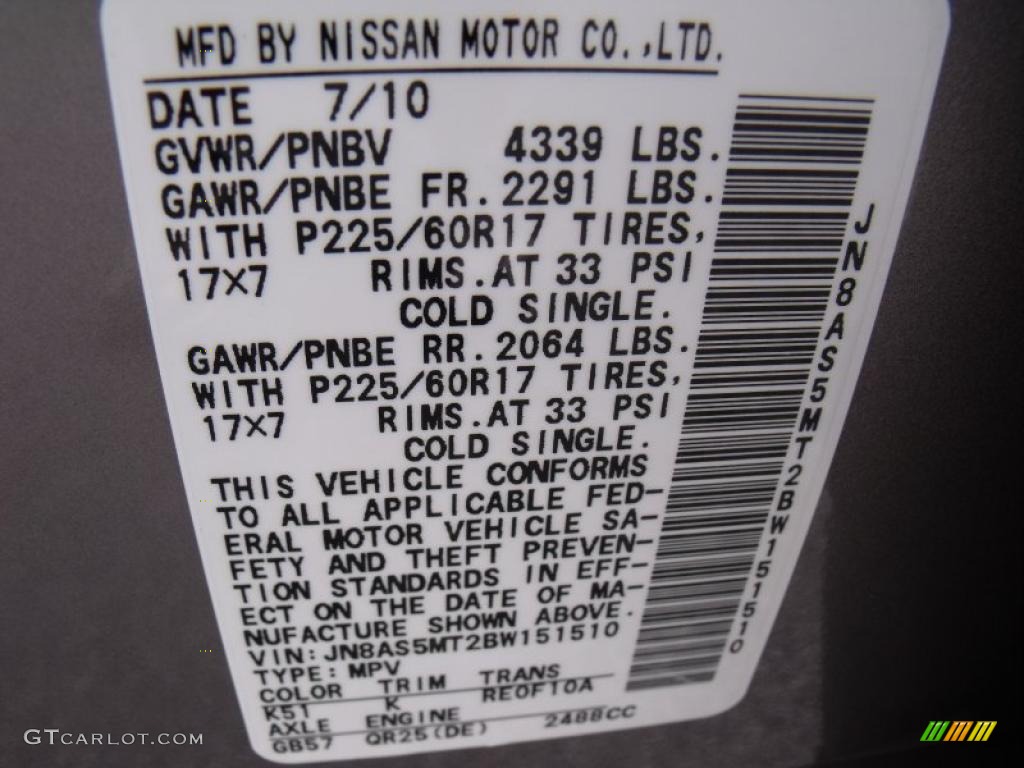 MFD BY NISSAN MOTOR CO.,LTD.
DATE 7/10
GVWR/PNBV 4339 LBS.
GAWR/PNBE FR. 2291 LBS.
WITH P225/60R17 TIRES,
17X7 RIMS.AT 33 PSI
COLD SINGLE.
GAWR/PNBE RR. 2064 LBS.
WITH P225/60R17 TIRES,
17X7 RIMS.AT 33 PSI
COLD SINGLE.
THIS VEHICLE CONFORMS
TO ALL APPLICABLE FED-
ERAL MOTOR VEHICLE SA-
FETY AND THEFT PREVEN-
TION STANDARDS IN EFF-
ECT ON THE DATE OF MA-
NUFACTURE SHOWN ABOVE.
VIN: JN8AS5MT2BW151510
TYPE: MPV
COLOR TRIM TRANS
K51 K RE0F10A
AXLE ENGINE
GB57 QR25(DE) 2488CC
JN8AS5MT2BW151510
GTCARLOT.COM